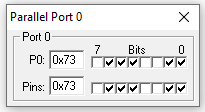 Parallel Port 0
Port 0
7 Bits 0
P0: 0x73
Pins: 0x73